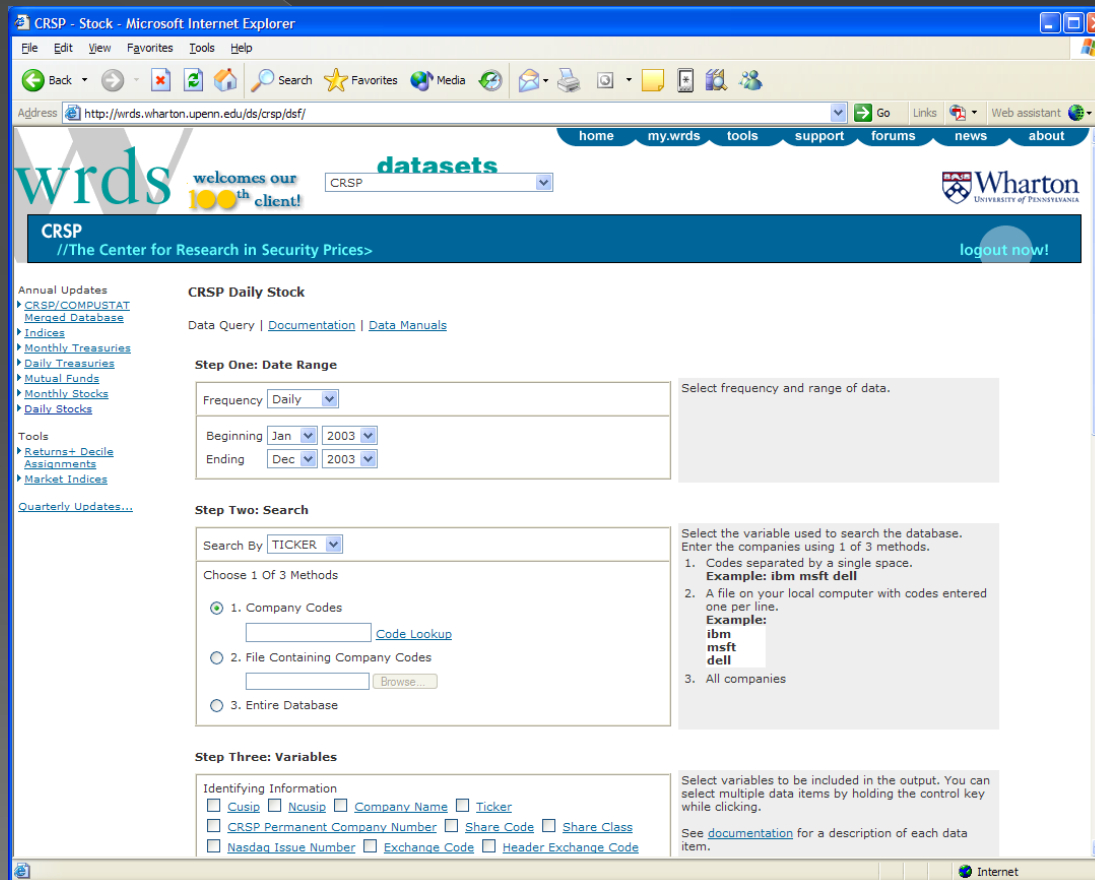 CRSP - Stock - Microsoft Internet Explorer
File Edit View Favorites Tools Help
Back Search Favorites Media
Address http://wrds.wharton.upenn.edu/ds/crsp/dsf/ Go Links Web assistant
home my.wrds tools support forums news about
wrds welcomes our 100th client!
datasets
CRSP
Wharton
UNIVERSITY of PENNSYLVANIA
CRSP
//The Center for Research in Security Prices>
logout now!
Annual Updates
CRSP/COMPUSTAT
Merged Database
Indices
Monthly Treasuries
Daily Treasuries
Mutual Funds
Monthly Stocks
Daily Stocks
Tools
Returns+ Decile
Assignments
Market Indices
Quarterly Updates...
CRSP Daily Stock
Data Query | Documentation | Data Manuals
Step One: Date Range
Frequency Daily
Beginning Jan 2003
Ending Dec 2003
Select frequency and range of data.
Step Two: Search
Search By TICKER
Choose 1 Of 3 Methods
1. Company Codes
Code Lookup
2. File Containing Company Codes
Browse...
3. Entire Database
Select the variable used to search the database.
Enter the companies using 1 of 3 methods.
1. Codes separated by a single space.
Example: ibm msft dell
2. A file on your local computer with codes entered
one per line.
Example:
ibm
msft
dell
3. All companies
Step Three: Variables
Identifying Information
Cusip Ncusip Company Name Ticker
CRSP Permanent Company Number Share Code Share Class
Nasdaq Issue Number Exchange Code Header Exchange Code
Select variables to be included in the output. You can
select multiple data items by holding the control key
while clicking.
See documentation for a description of each data
item.
Internet